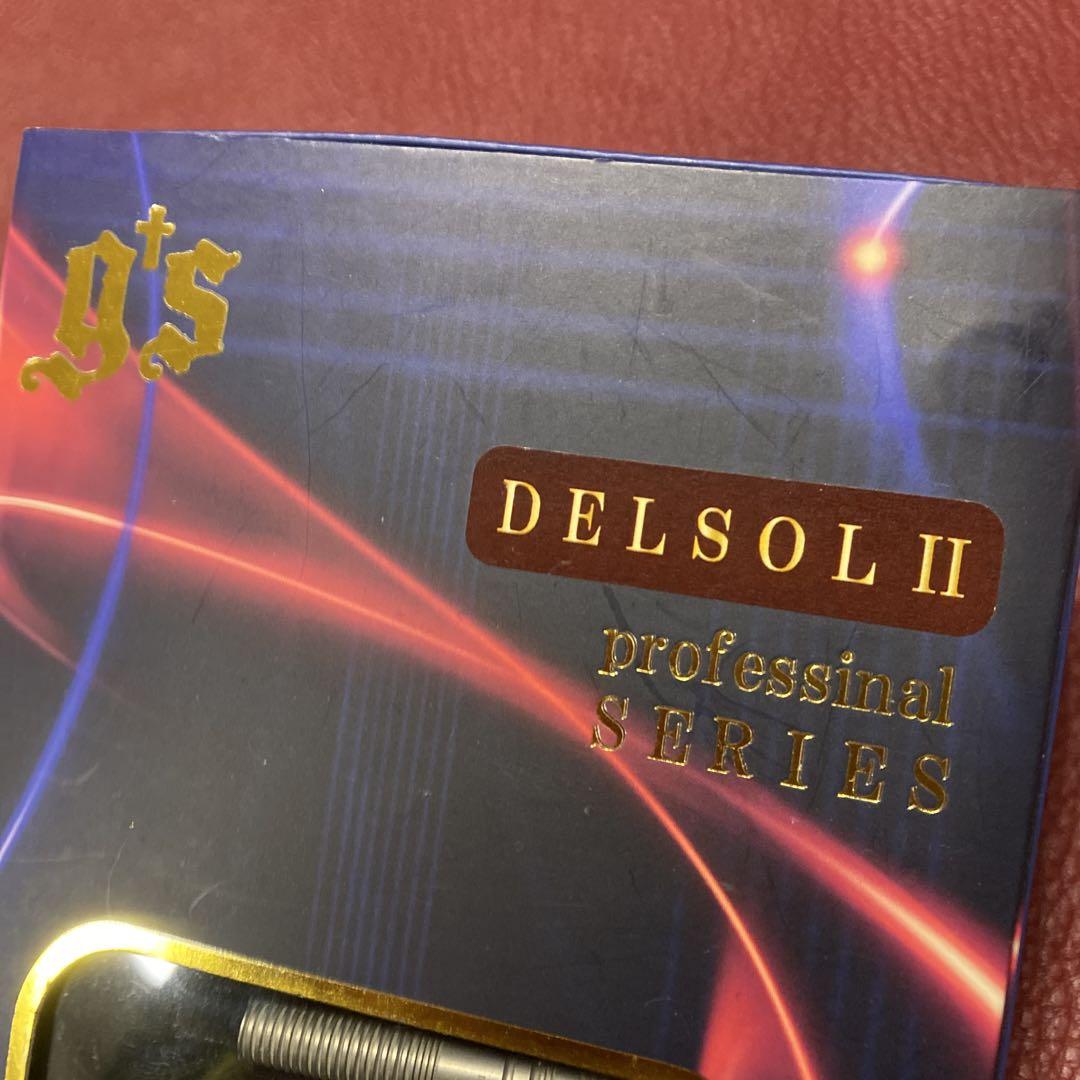 g's
DELSOL II
professinal
SERIES